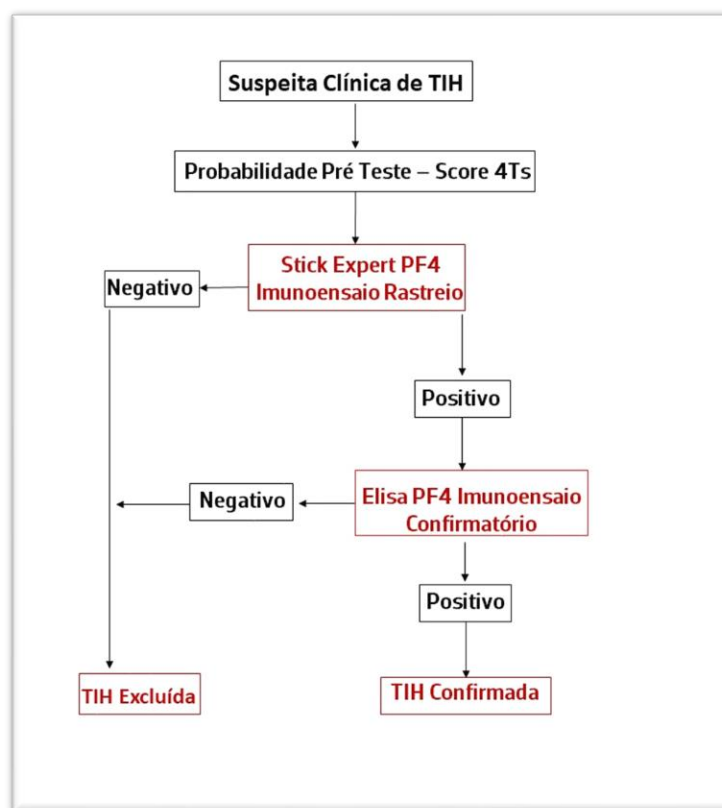 Suspeita Clínica de TIH
Probabilidade Pré Teste – Score 4Ts
Stick Expert PF4
Imunoensaio Rastreio
Negativo
Positivo
Elisa PF4 Imunoensaio
Confirmatório
Negativo
Positivo
TIH Excluída
TIH Confirmada